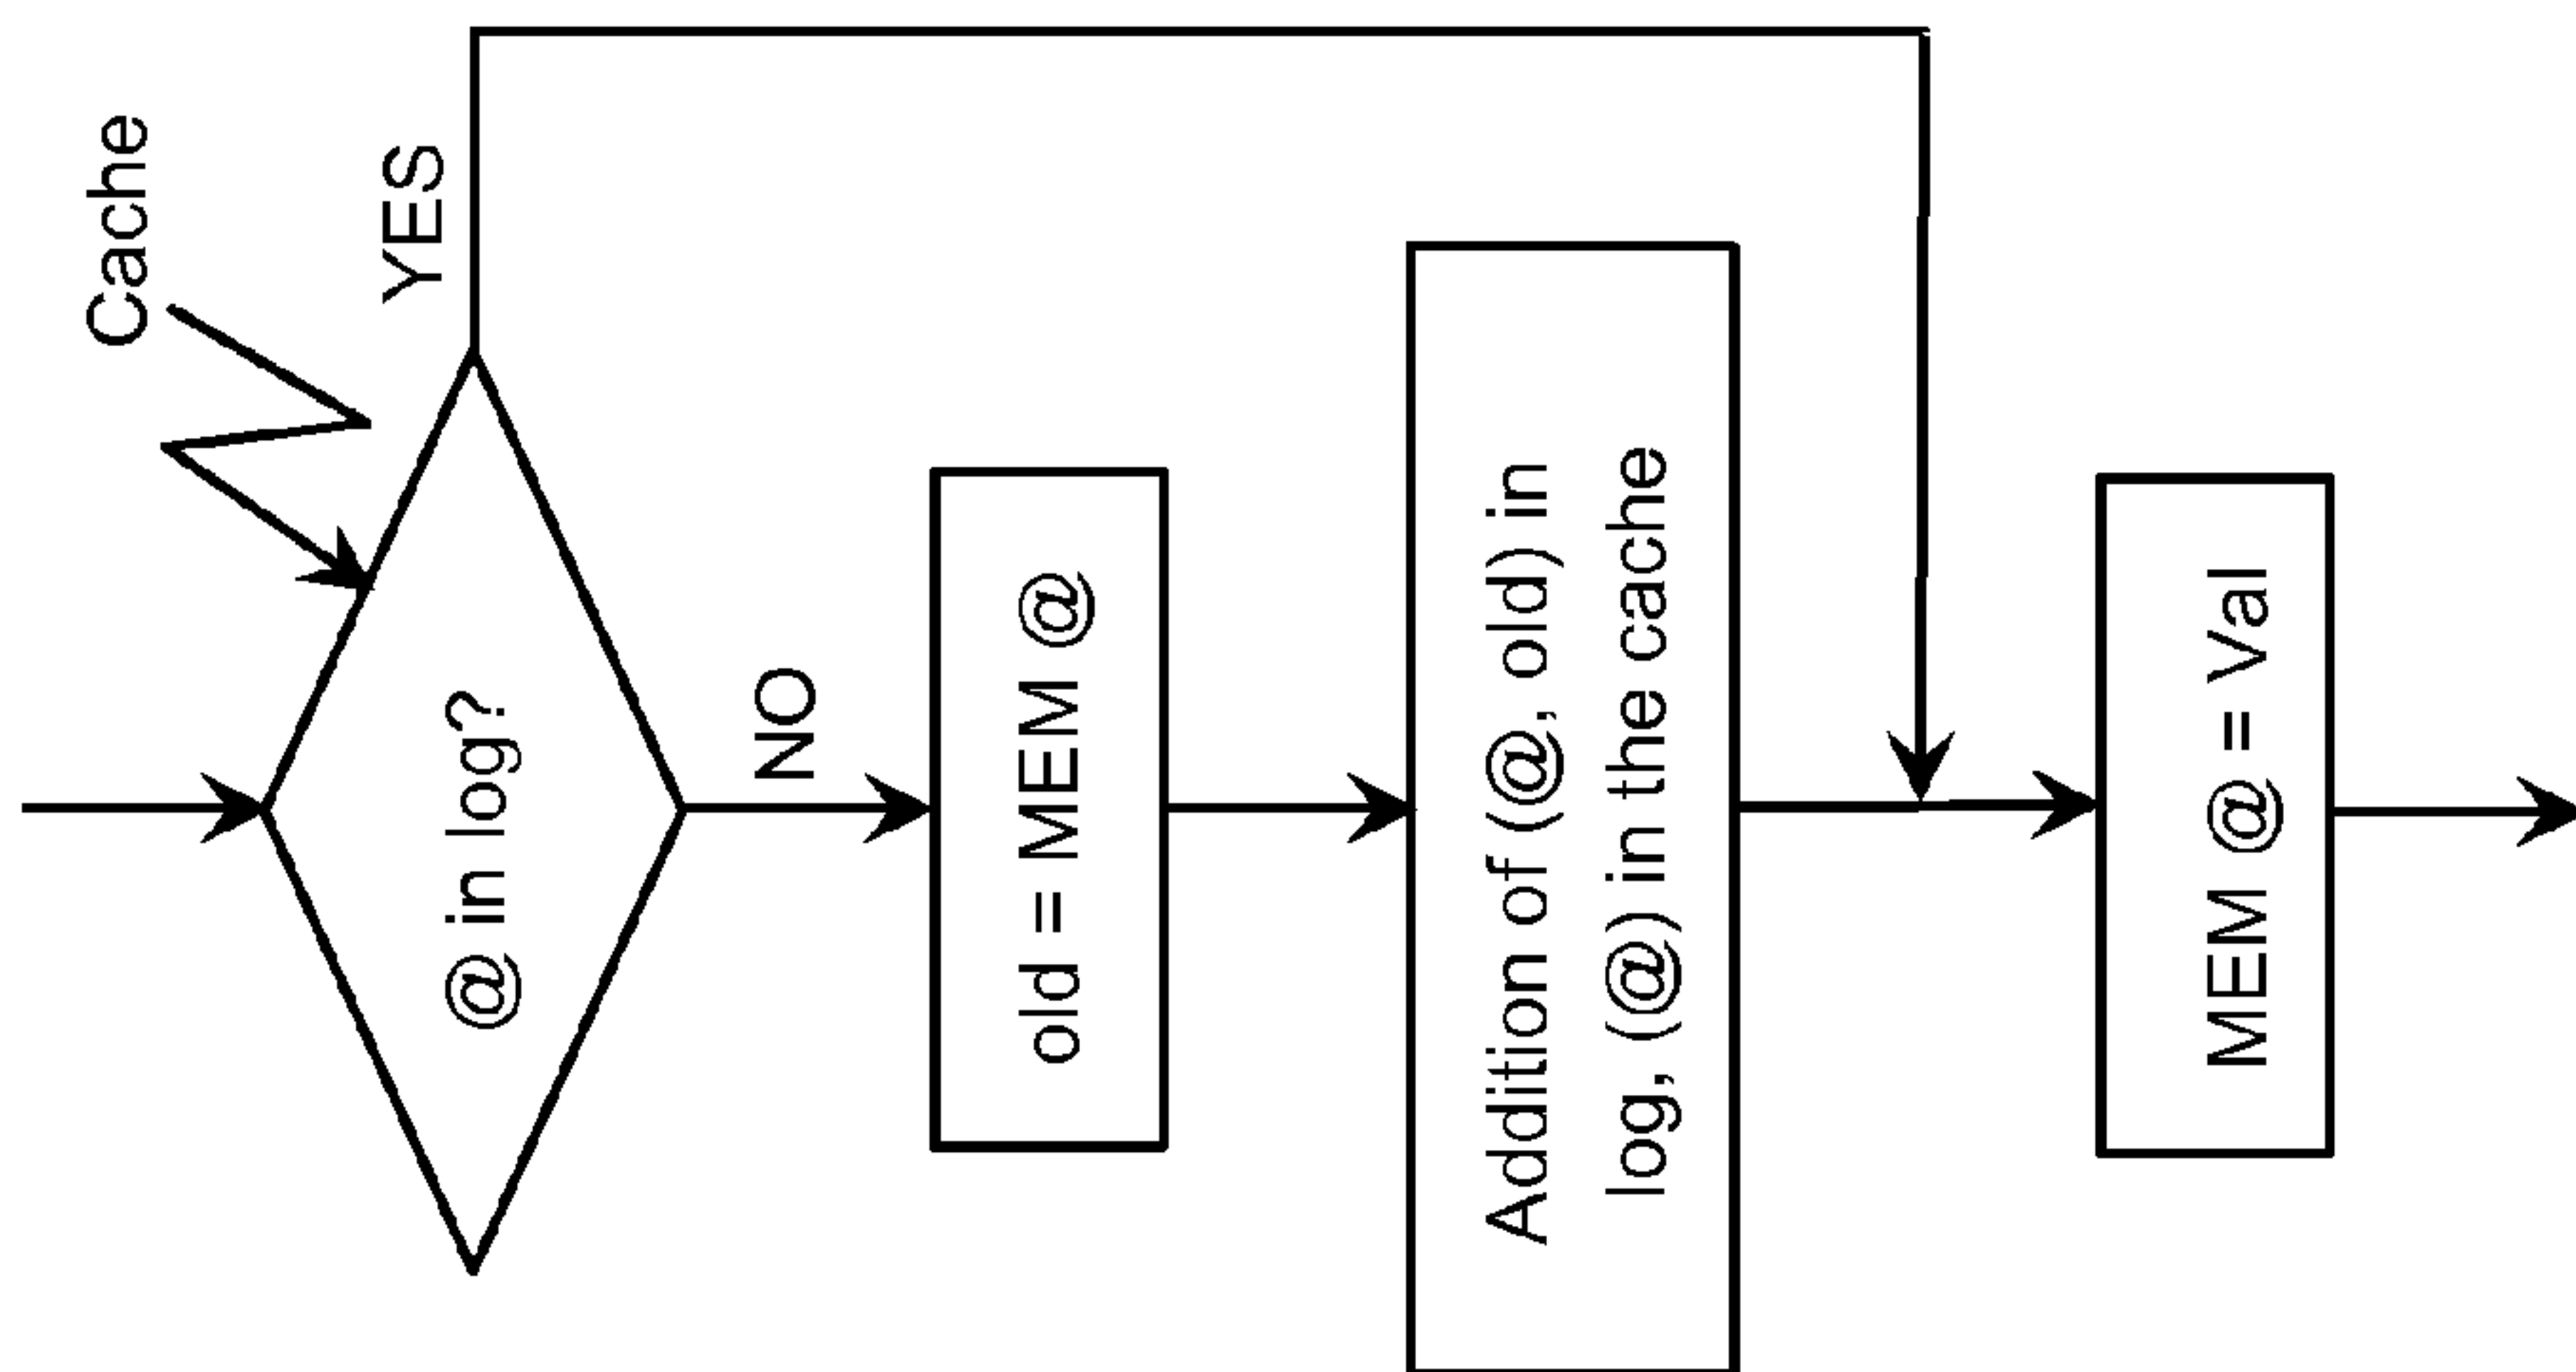 Cache
YES
@ in log?
NO
old = MEM @
Addition of (@, old) in
log, (@) in the cache
MEM @ = Val